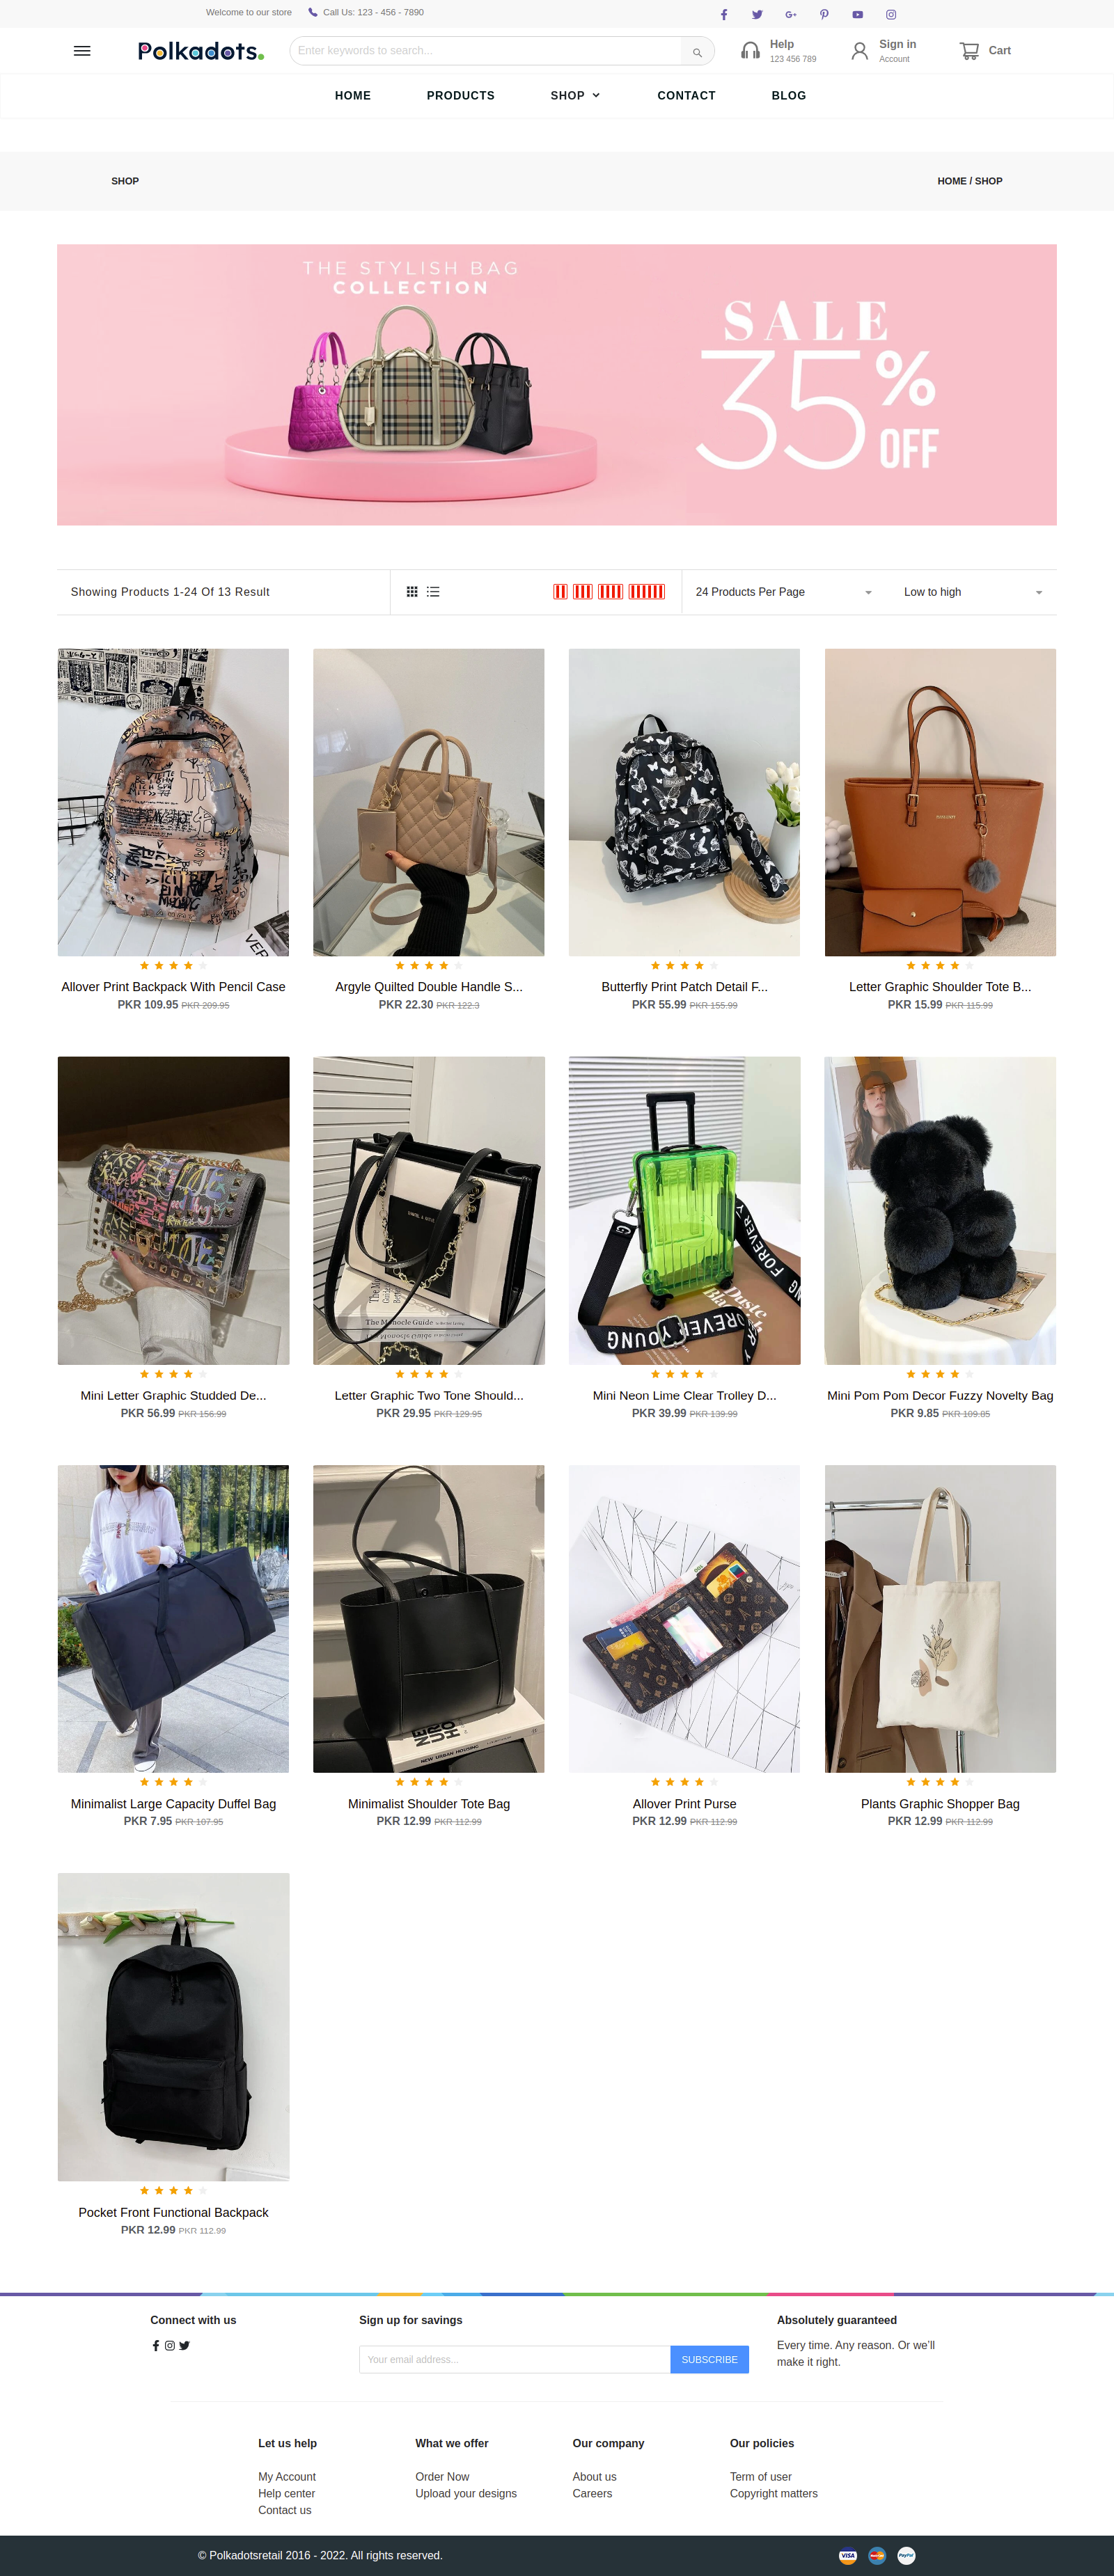 Welcome to our store
Call Us: 123 - 456 - 7890
Polkadots.
Enter keywords to search...
Help
123 456 789
Sign in
Account
Cart
HOME
PRODUCTS
SHOP
CONTACT
BLOG
SHOP
HOME / SHOP
THE STYLISH BAG
COLLECTION
SALE
35%
OFF
Showing Products 1-24 Of 13 Result
24 Products Per Page
Low to high
Allover Print Backpack With Pencil Case
PKR 109.95 PKR 209.95
Argyle Quilted Double Handle S...
PKR 22.30 PKR 122.3
Butterfly Print Patch Detail F...
PKR 55.99 PKR 155.99
Letter Graphic Shoulder Tote B...
PKR 15.99 PKR 115.99
The Monocle Guide
FOREVER Y
FOREVER YOUNG
Mini Letter Graphic Studded De...
PKR 56.99 PKR 156.99
Letter Graphic Two Tone Should...
PKR 29.95 PKR 129.95
Mini Neon Lime Clear Trolley D...
PKR 39.99 PKR 139.99
Mini Pom Pom Decor Fuzzy Novelty Bag
PKR 9.85 PKR 109.85
NEW URBAN HOUSING
Minimalist Large Capacity Duffel Bag
PKR 7.95 PKR 107.95
Minimalist Shoulder Tote Bag
PKR 12.99 PKR 112.99
Allover Print Purse
PKR 12.99 PKR 112.99
Plants Graphic Shopper Bag
PKR 12.99 PKR 112.99
Pocket Front Functional Backpack
PKR 12.99 PKR 112.99
Connect with us
Sign up for savings
Your email address...
SUBSCRIBE
Absolutely guaranteed
Every time. Any reason. Or we'll
make it right.
Let us help
My Account
Help center
Contact us
What we offer
Order Now
Upload your designs
Our company
About us
Careers
Our policies
Term of user
Copyright matters
© Polkadotsretail 2016 - 2022. All rights reserved.
VISA
PayPal